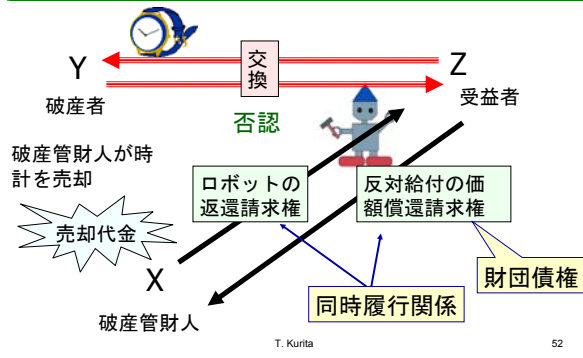 Y
破産者
交
換
Z
受益者
否認
破産管財人が時
計を売却
売却代金
ロボットの
返還請求権
反対給付の価
額償還請求権
財団債権
X
破産管財人
同時履行関係
T. Kurita
52